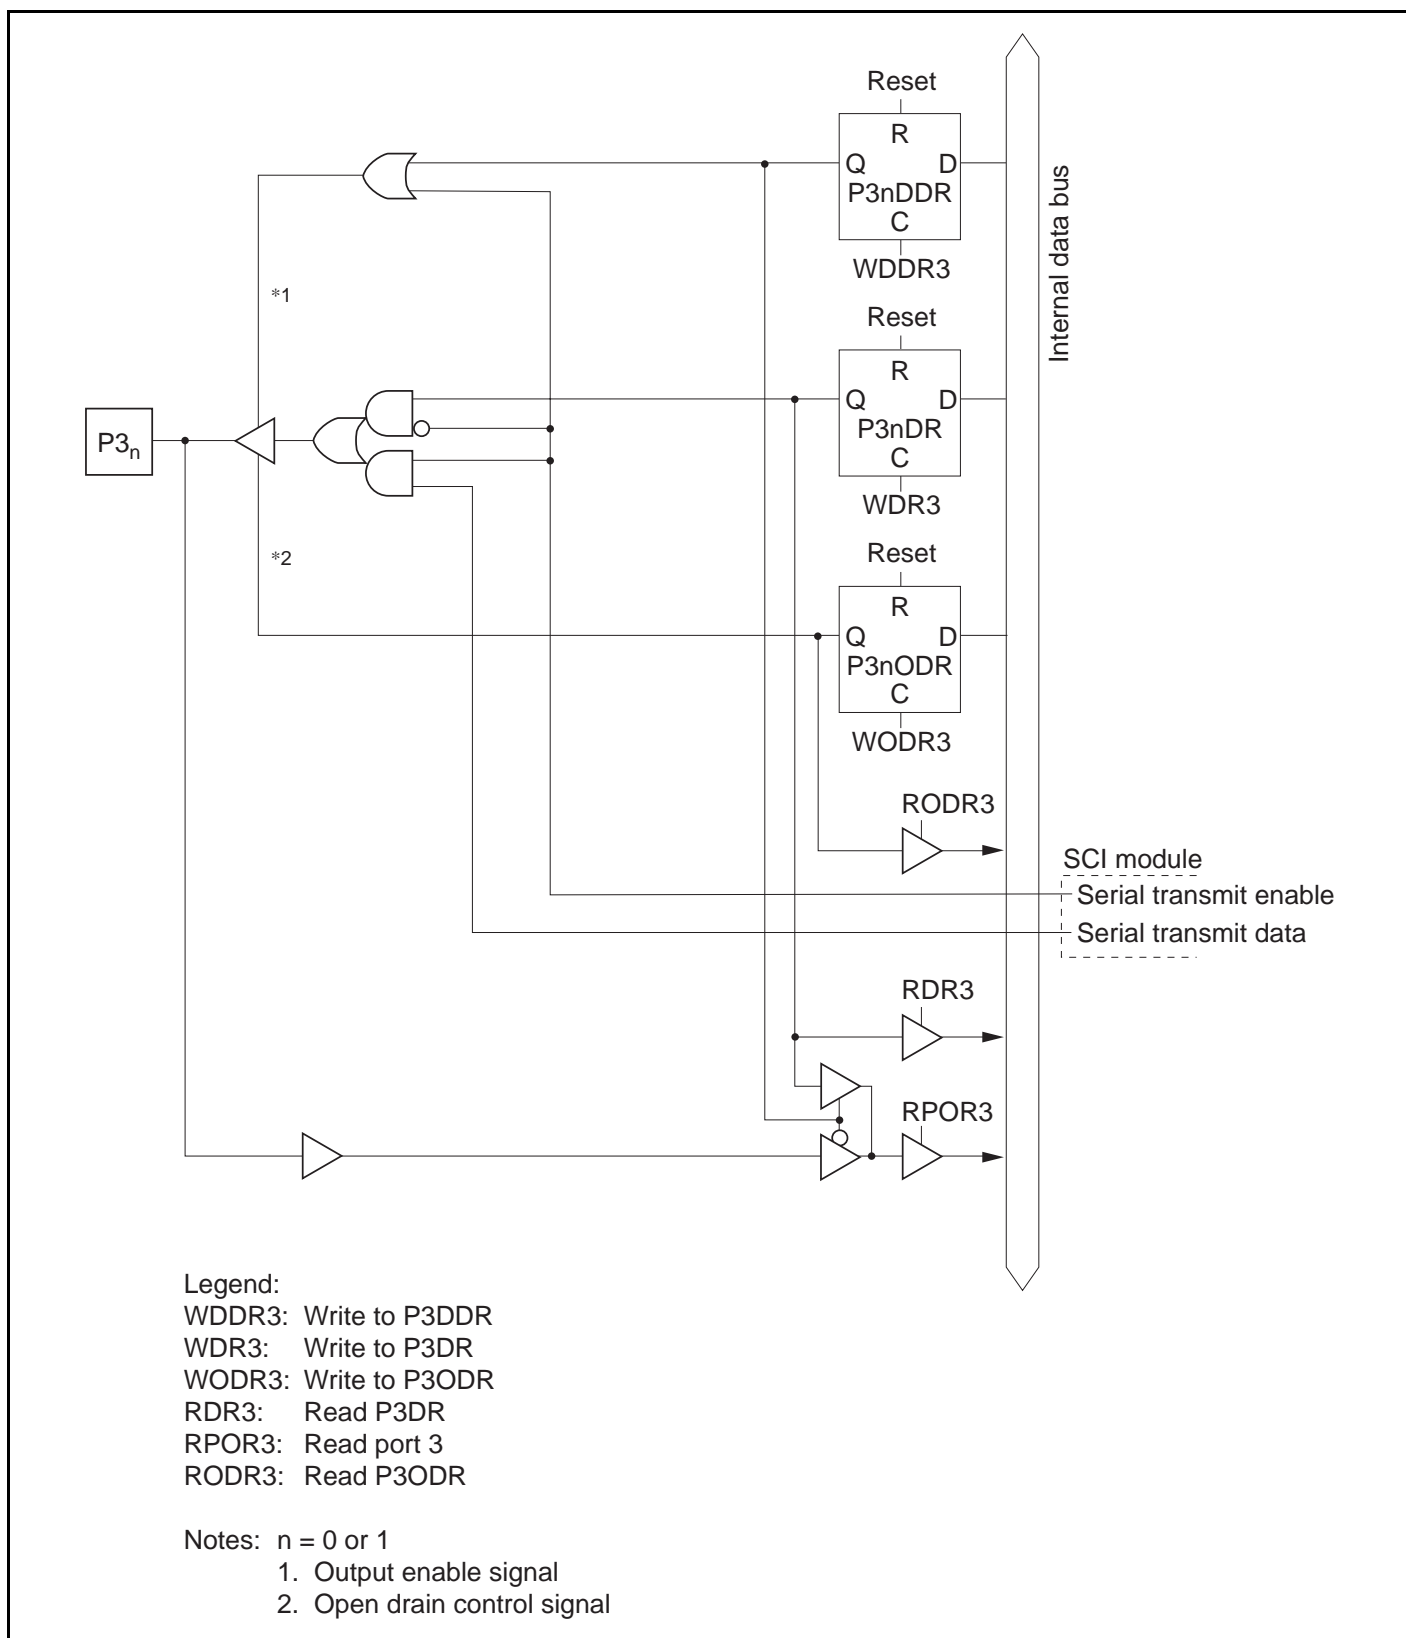 Reset
R
Q D
P3nDDR
C
WDDR3
Internal data bus
*1
Reset
R
Q D
P3nDR
C
WDR3
P3n
*2
Reset
R
Q D
P3nODR
C
WODR3
RODR3
SCI module
Serial transmit enable
Serial transmit data
RDR3
RPOR3
Legend:
WDDR3: Write to P3DDR
WDR3: Write to P3DR
WODR3: Write to P3ODR
RDR3: Read P3DR
RPOR3: Read port 3
RODR3: Read P3ODR
Notes: n = 0 or 1
1. Output enable signal
2. Open drain control signal